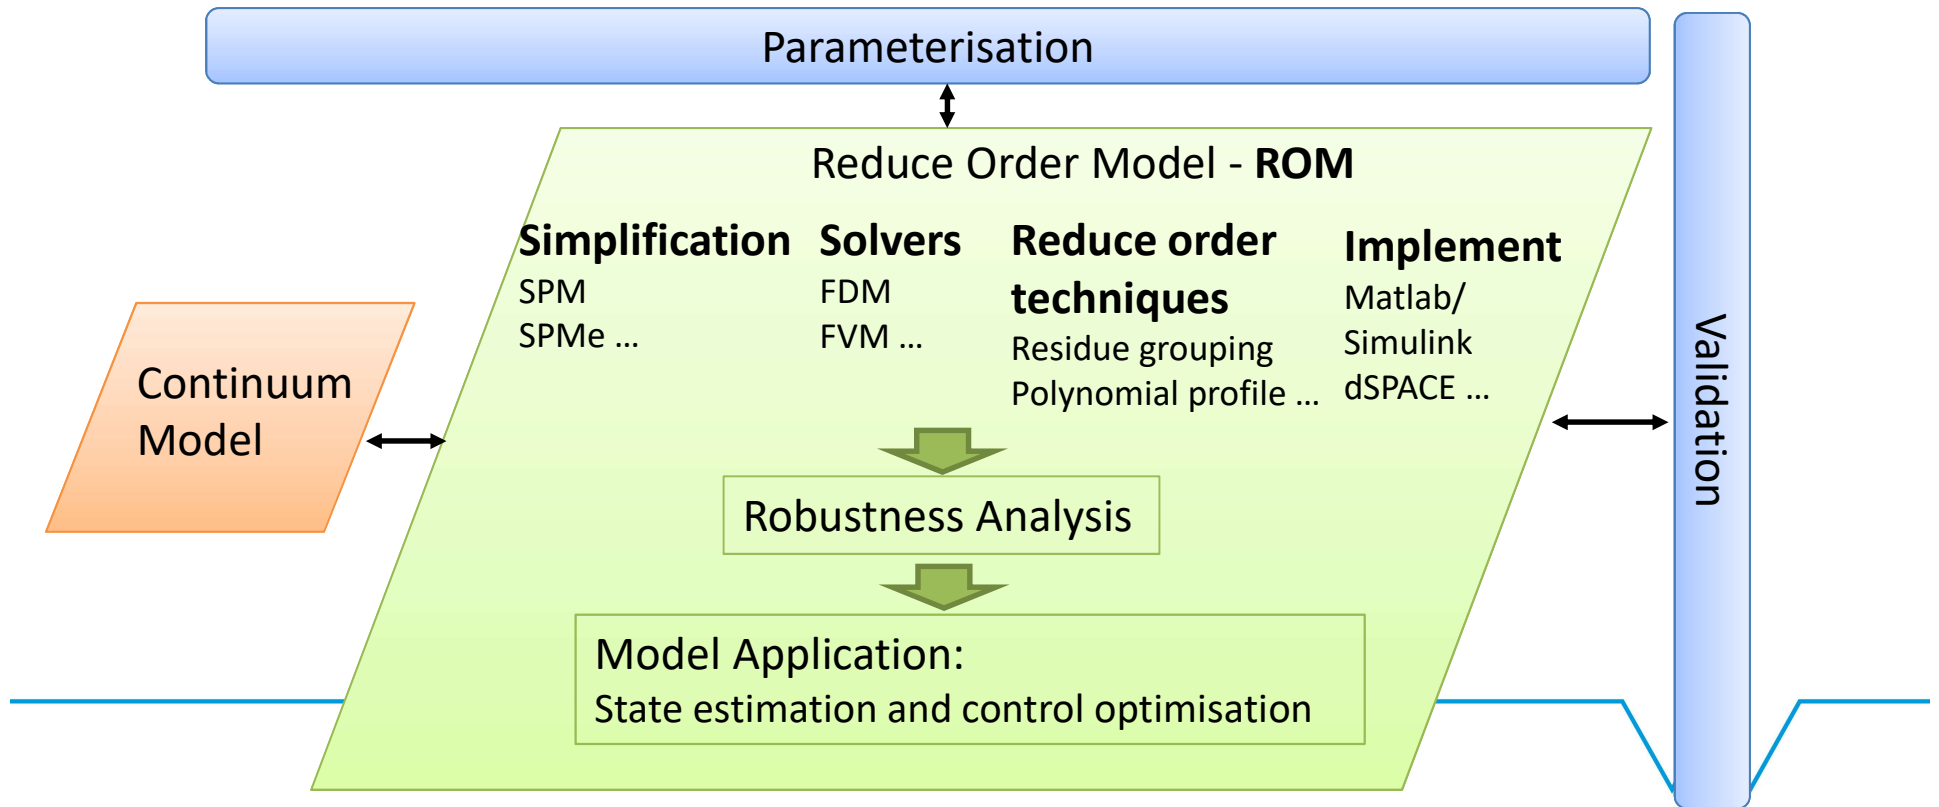 Parameterisation
Reduce Order Model - ROM
Simplification
SPM
SPMe ...
Solvers
FDM
FVM ...
Reduce order
techniques
Residue grouping
Polynomial profile ...
Implement
Matlab/
Simulink
dSPACE ...
Continuum
Model
Robustness Analysis
Model Application:
State estimation and control optimisation
Validation